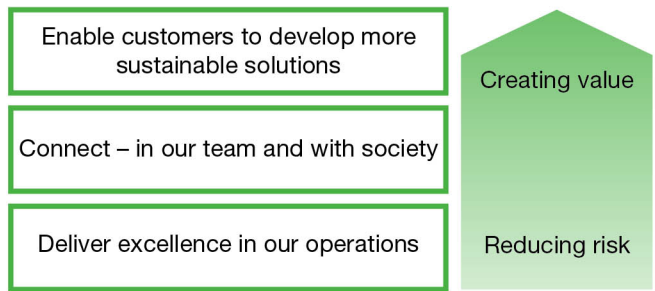 Enable customers to develop more
sustainable solutions
Creating value
Connect – in our team and with society
Deliver excellence in our operations
Reducing risk